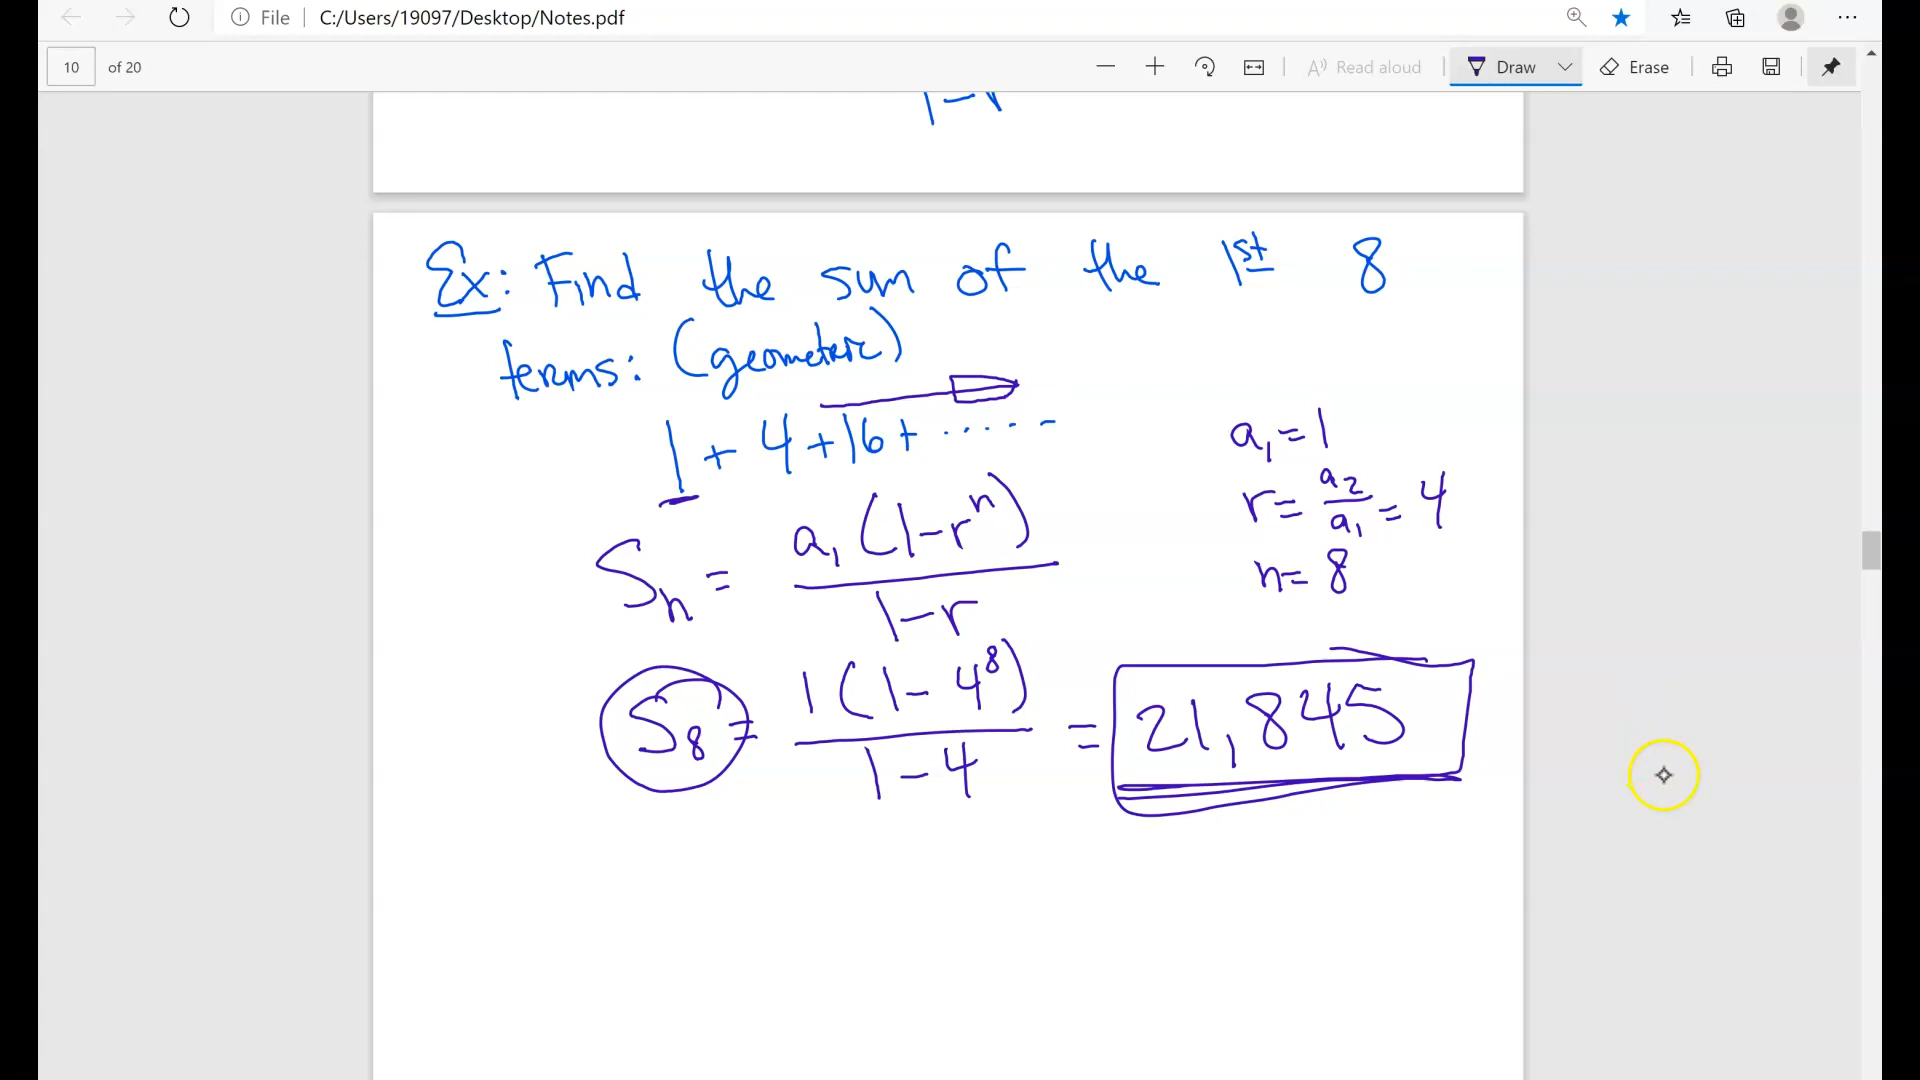 File C:/Users/19097/Desktop/Notes.pdf
10 of 20 Read aloud Draw Erase
1-r
Ex: Find the sum of the 1st 8
terms: (geometric)
1 + 4 + 16 + ......
a₁ = 1
r = a₂/a₁ = 4
n = 8
Sₙ = a₁(1-rⁿ)/1-r
S₈ = 1(1-4⁸)/1-4 = 21,845